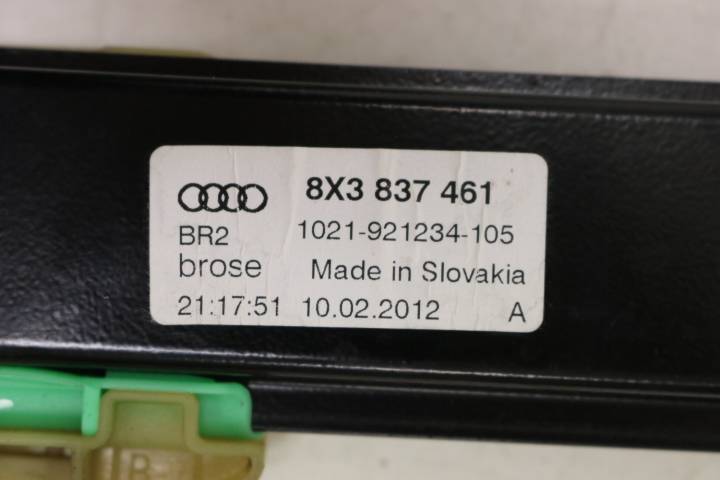 8X3 837 461
BR2 1021-921234-105
brose Made in Slovakia
21:17:51 10.02.2012 A